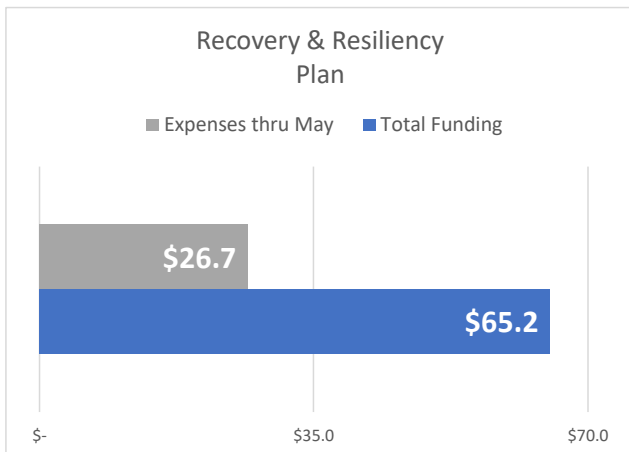 Recovery & Resiliency
Plan
Expenses thru May Total Funding
$26.7
$65.2
$- $35.0 $70.0